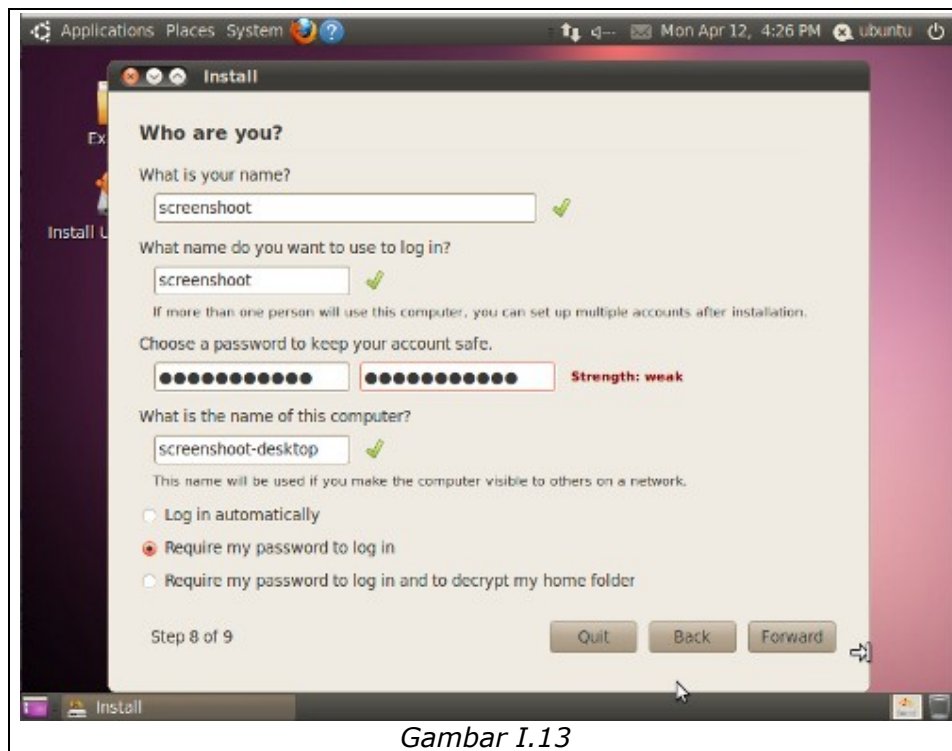 Applications Places System Mon Apr 12, 4:26 PM ubuntu
Install
Ex
Install U
Who are you?
What is your name?
screenshoot
What name do you want to use to log in?
screenshoot
If more than one person will use this computer, you can set up multiple accounts after installation.
Choose a password to keep your account safe.
●●●●●●●●●●● ●●●●●●●●●●● Strength: weak
What is the name of this computer?
screenshoot-desktop
This name will be used if you make the computer visible to others on a network.
Log in automatically
Require my password to log in
Require my password to log in and to decrypt my home folder
Step 8 of 9 Quit Back Forward
Install
Gambar I.13